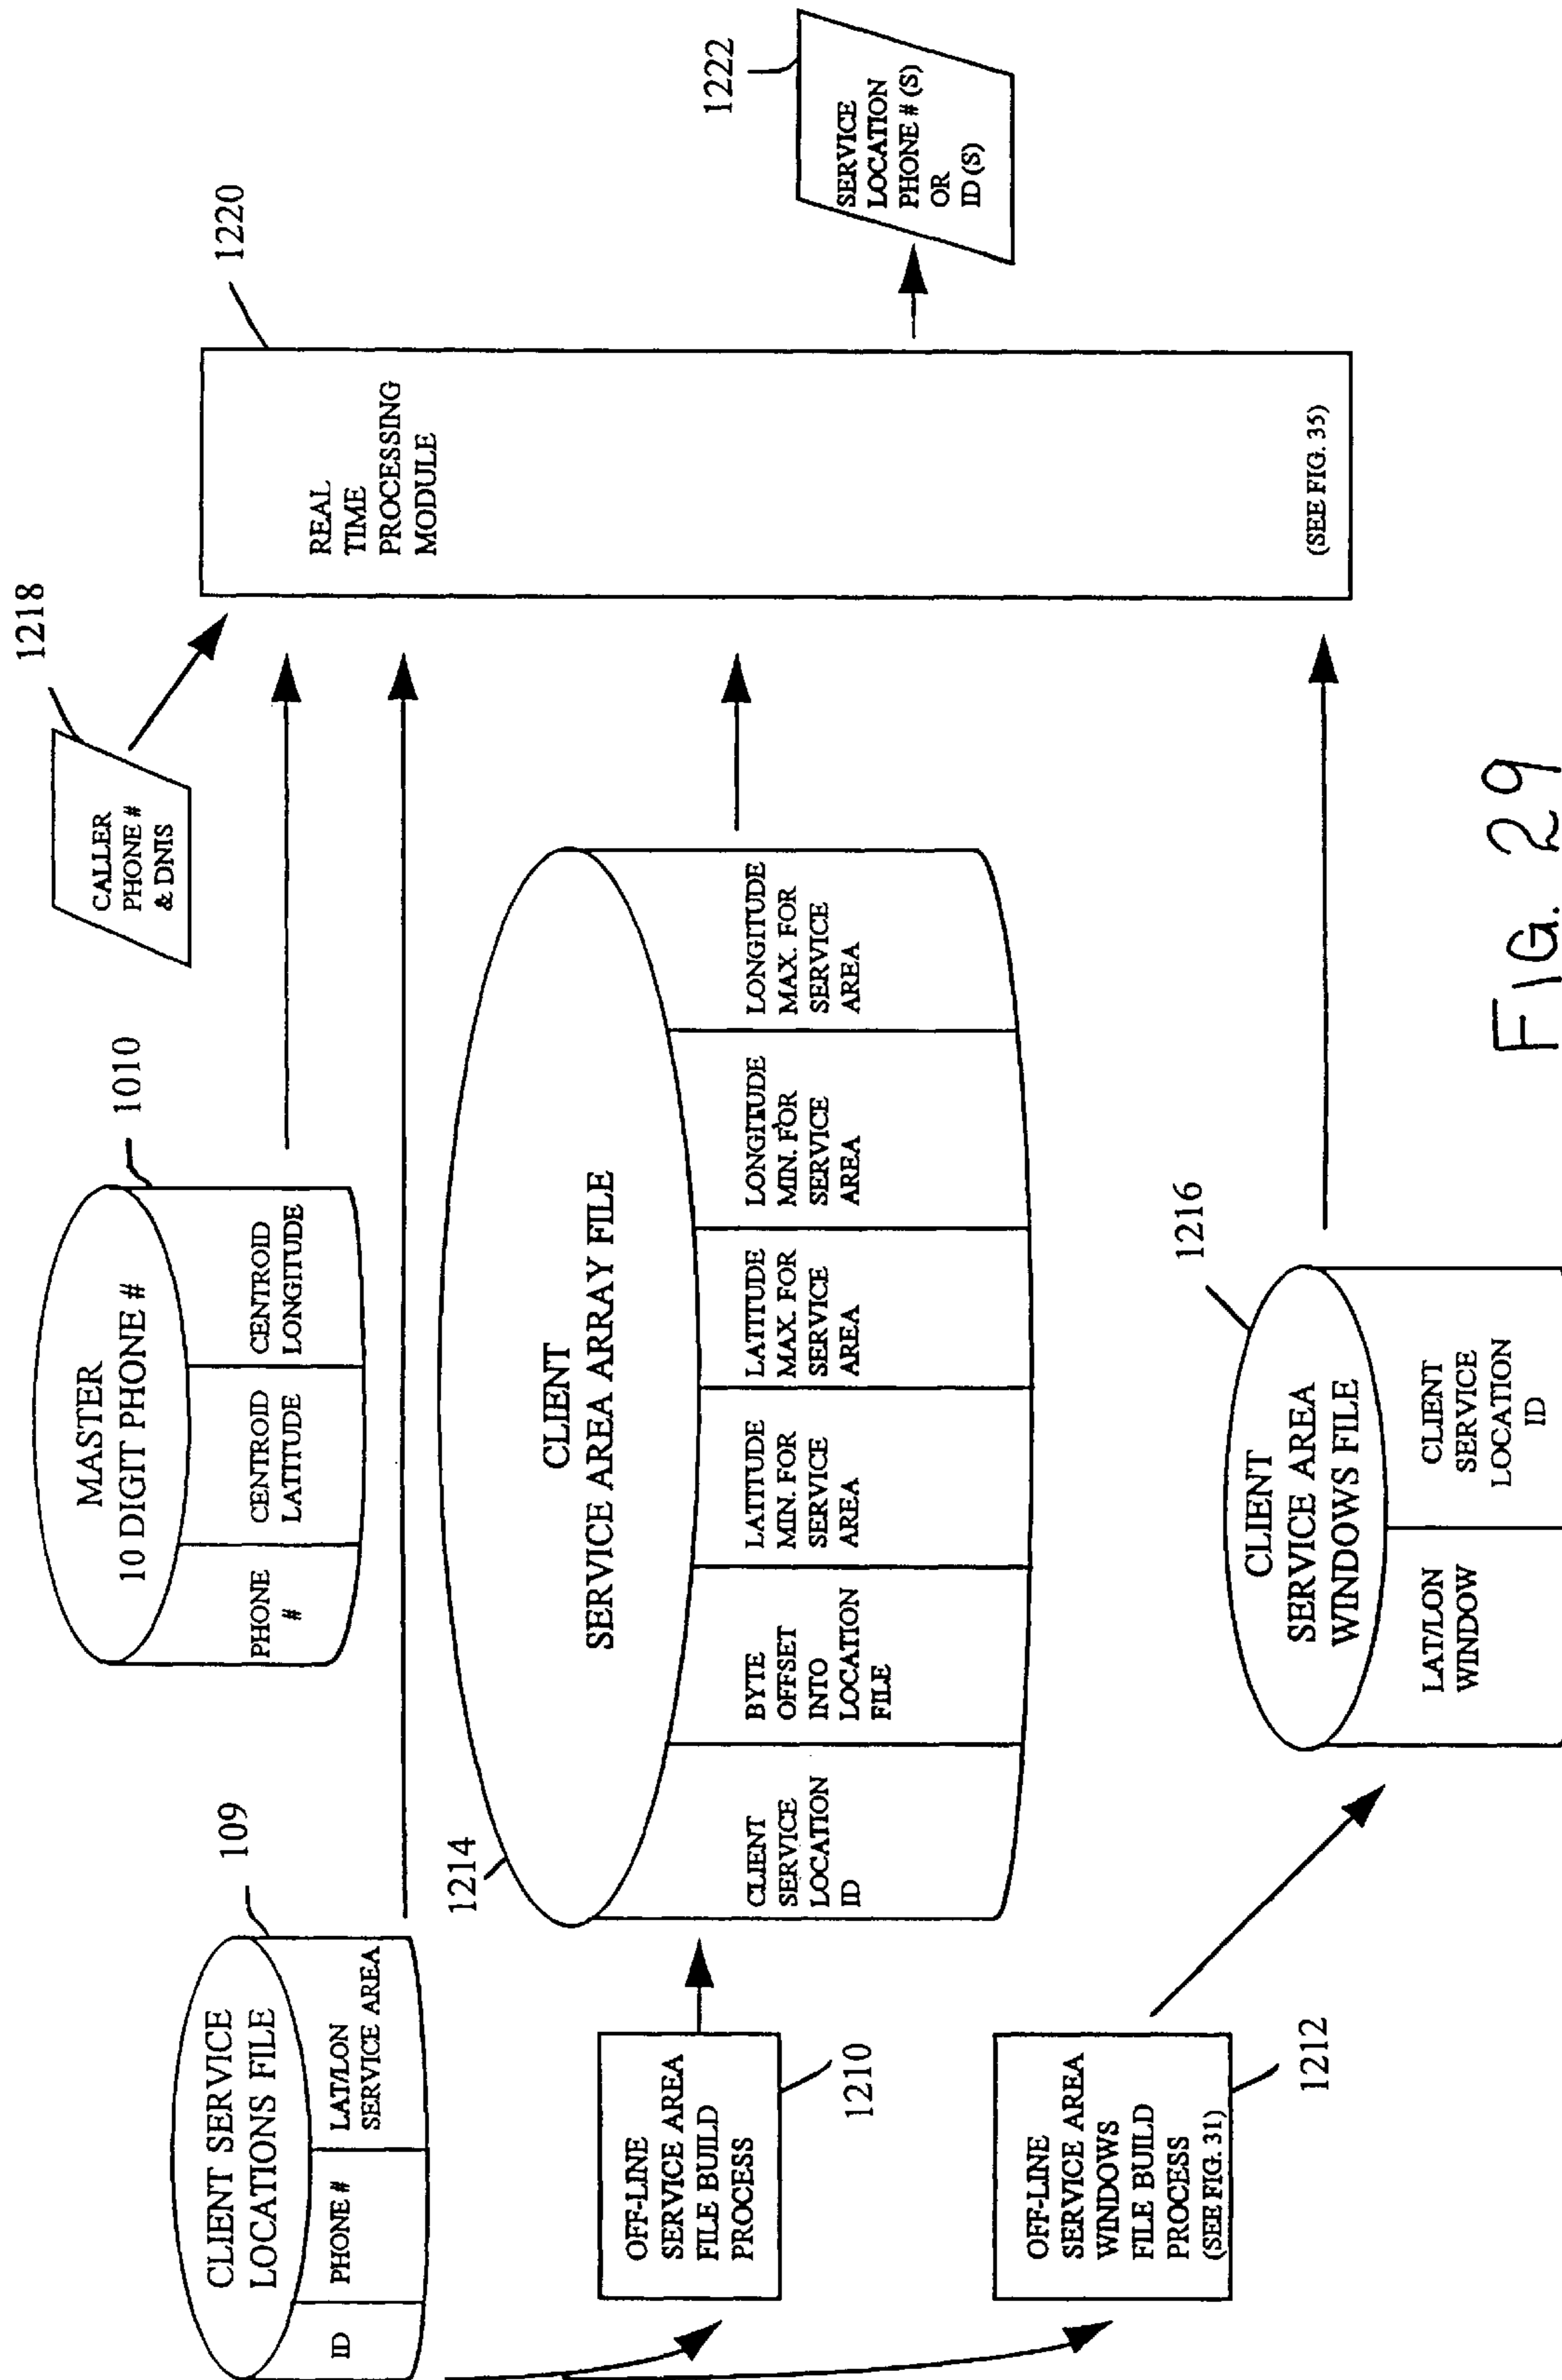 CLIENT SERVICE
LOCATIONS FILE
109
ID
PHONE #
LAT/LON
SERVICE AREA
MASTER
10 DIGIT PHONE #
1010
PHONE
#
CENTROID
LATITUDE
CENTROID
LONGITUDE
CALLER
PHONE #
& DNIS
1218
OFF-LINE
SERVICE AREA
FILE BUILD
PROCESS
1210
1214
CLIENT
SERVICE AREA ARRAY FILE
CLIENT
SERVICE
LOCATION
ID
BYTE
OFFSET
INTO
LOCATION
FILE
LATITUDE
MIN. FOR
SERVICE
AREA
LATITUDE
MAX. FOR
SERVICE
AREA
LONGITUDE
MIN. FOR
SERVICE
AREA
LONGITUDE
MAX. FOR
SERVICE
AREA
REAL
TIME
PROCESSING
MODULE
(SEE FIG. 35)
1220
SERVICE
LOCATION
PHONE # (S)
OR
ID (S)
1222
OFF-LINE
SERVICE AREA
WINDOWS
FILE BUILD
PROCESS
(SEE FIG. 31)
1212
CLIENT
SERVICE AREA
WINDOWS FILE
1216
LAT/LON
WINDOW
CLIENT
SERVICE
LOCATION
ID
FIG. 29